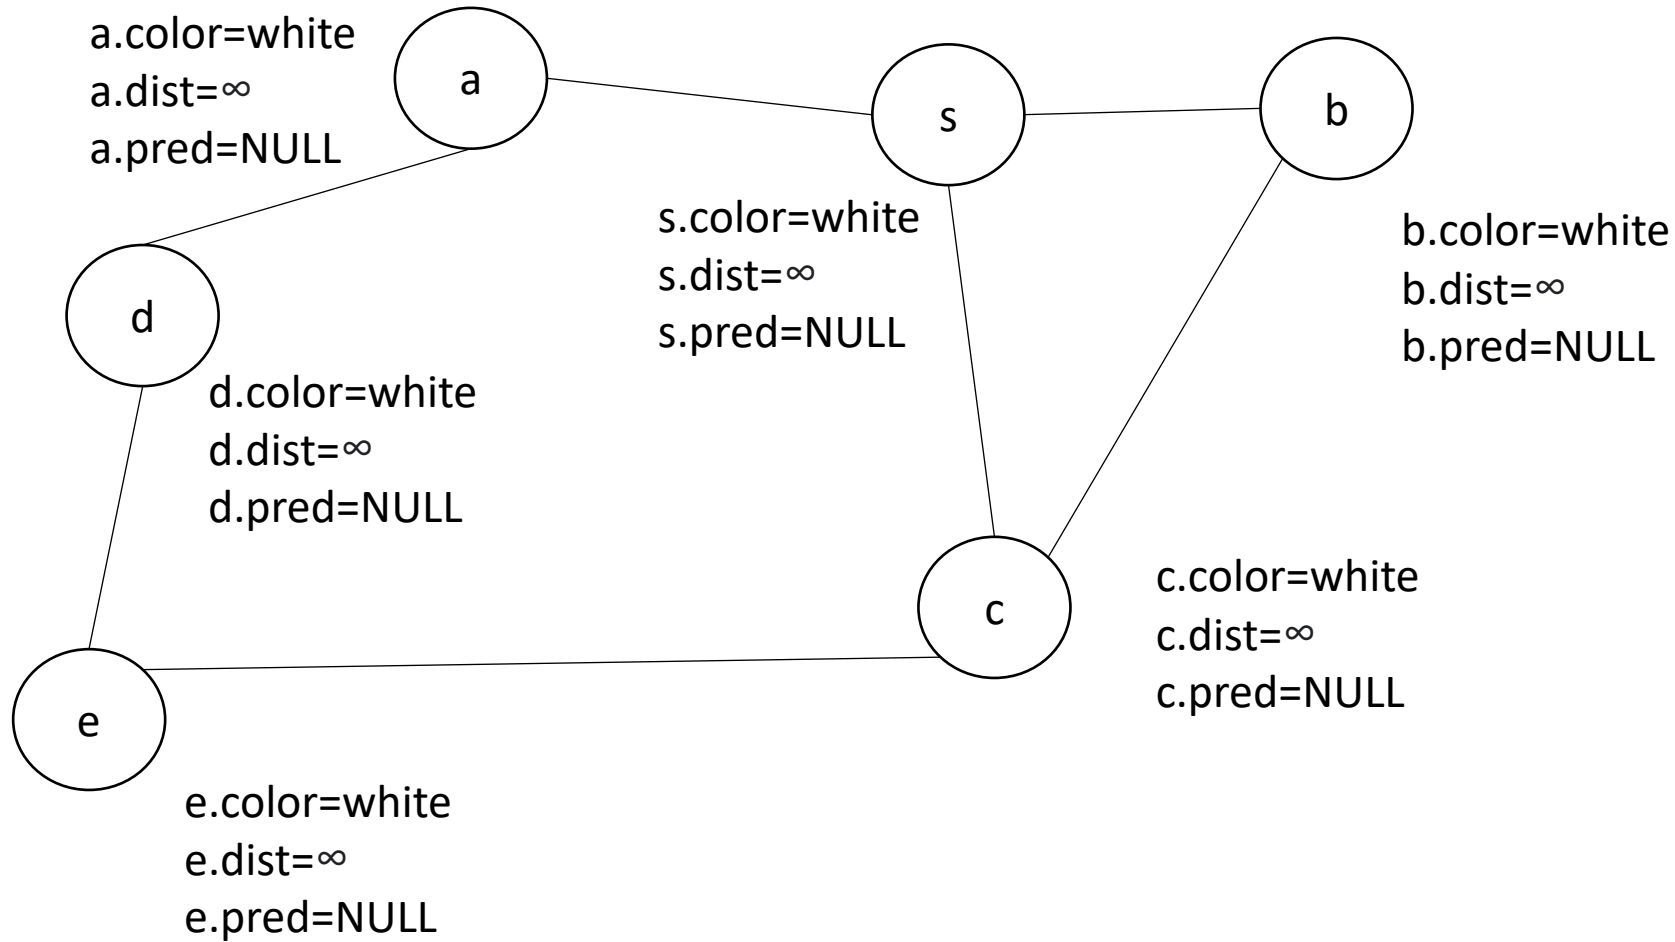 a.color=white
a.dist=∞
a.pred=NULL
a
s
b
s.color=white
s.dist=∞
s.pred=NULL
b.color=white
b.dist=∞
b.pred=NULL
d
d.color=white
d.dist=∞
d.pred=NULL
c
c.color=white
c.dist=∞
c.pred=NULL
e
e.color=white
e.dist=∞
e.pred=NULL